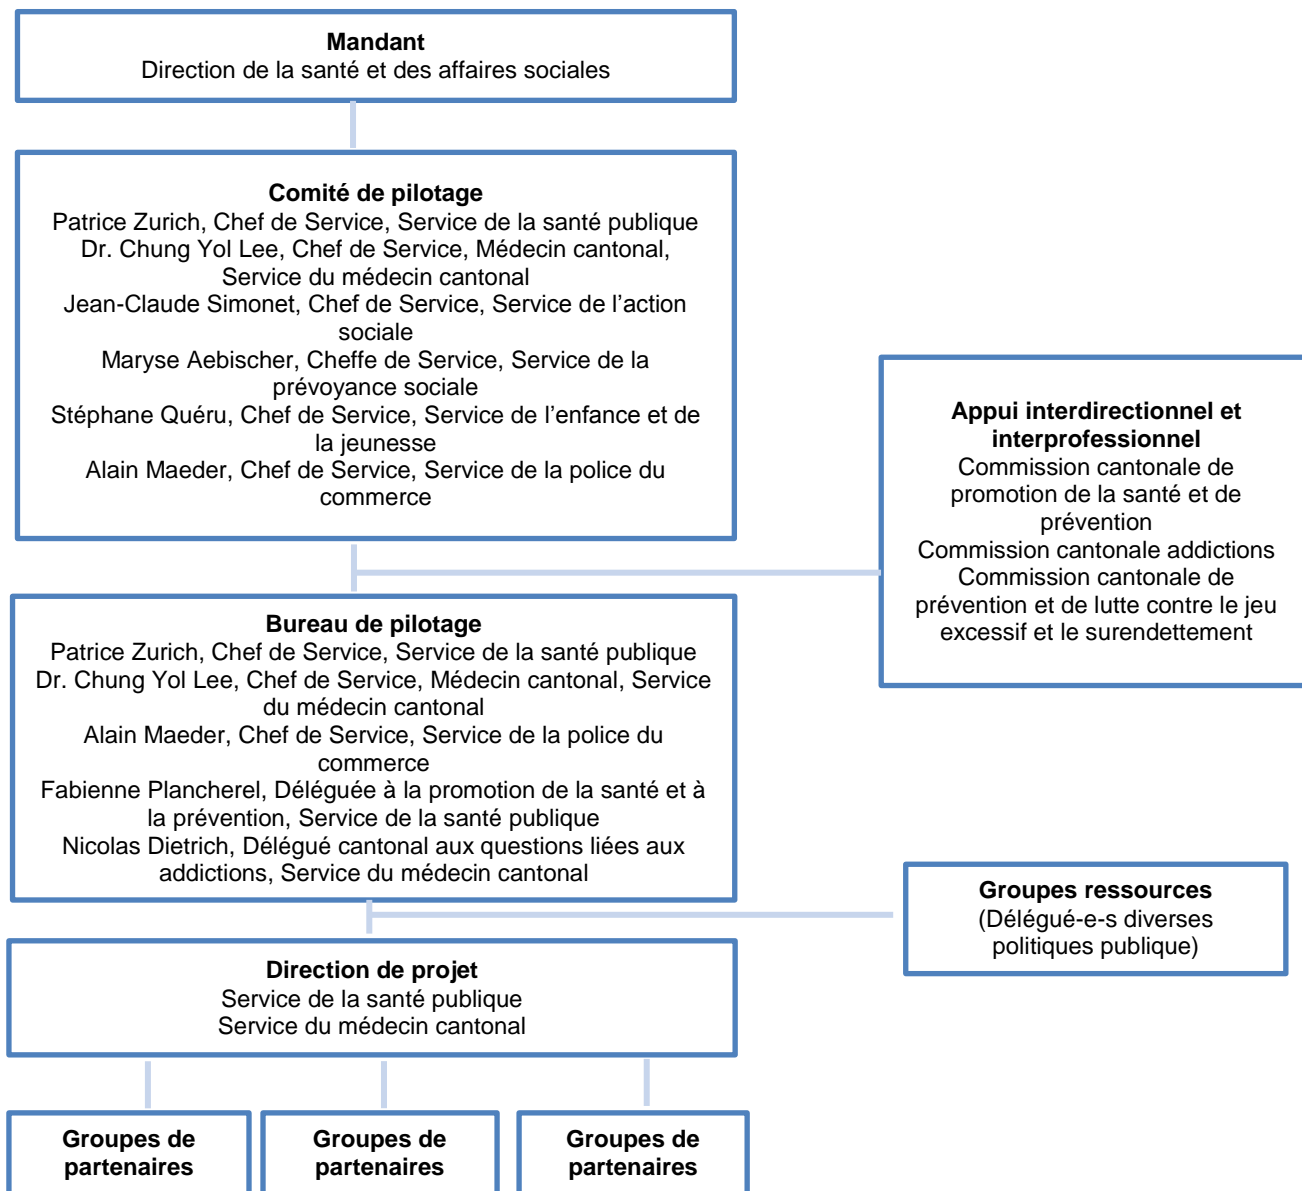 Mandant
Direction de la santé et des affaires sociales
Comité de pilotage
Patrice Zurich, Chef de Service, Service de la santé publique
Dr. Chung Yol Lee, Chef de Service, Médecin cantonal,
Service du médecin cantonal
Jean-Claude Simonet, Chef de Service, Service de l’action
sociale
Maryse Aebischer, Cheffe de Service, Service de la
prévoyance sociale
Stéphane Quéru, Chef de Service, Service de l’enfance et de
la jeunesse
Alain Maeder, Chef de Service, Service de la police du
commerce
Appui interdirectionnel et
interprofessionnel
Commission cantonale de
promotion de la santé et de
prévention
Commission cantonale addictions
Commission cantonale de
prévention et de lutte contre le jeu
excessif et le surendettement
Bureau de pilotage
Patrice Zurich, Chef de Service, Service de la santé publique
Dr. Chung Yol Lee, Chef de Service, Médecin cantonal, Service
du médecin cantonal
Alain Maeder, Chef de Service, Service de la police du
commerce
Fabienne Plancherel, Déléguée à la promotion de la santé et à
la prévention, Service de la santé publique
Nicolas Dietrich, Délégué cantonal aux questions liées aux
addictions, Service du médecin cantonal
Groupes ressources
(Délégué-e-s diverses
politiques publique)
Direction de projet
Service de la santé publique
Service du médecin cantonal
Groupes de
partenaires
Groupes de
partenaires
Groupes de
partenaires